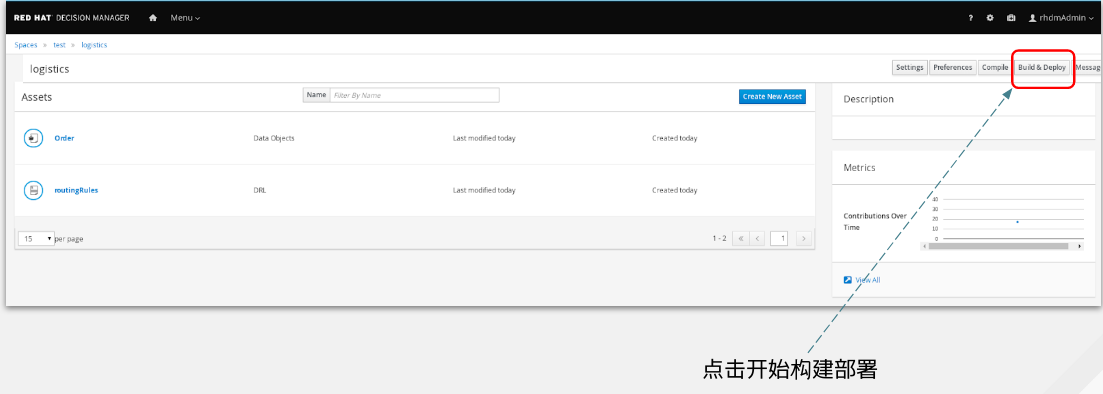 RED HAT DECISION MANAGER Menu ? rhdmAdmin
Spaces » test » logistics
logistics Settings Preferences Compile Build & Deploy Messag
Assets Name Filter By Name Create New Asset Description
Order Data Objects Last modified today Created today
Metrics
routingRules DRL Last modified today Created today
Contributions Over Time
40
30
20
10
0
15 per page 1 - 2 « < 1 >
View All
点击开始构建部署